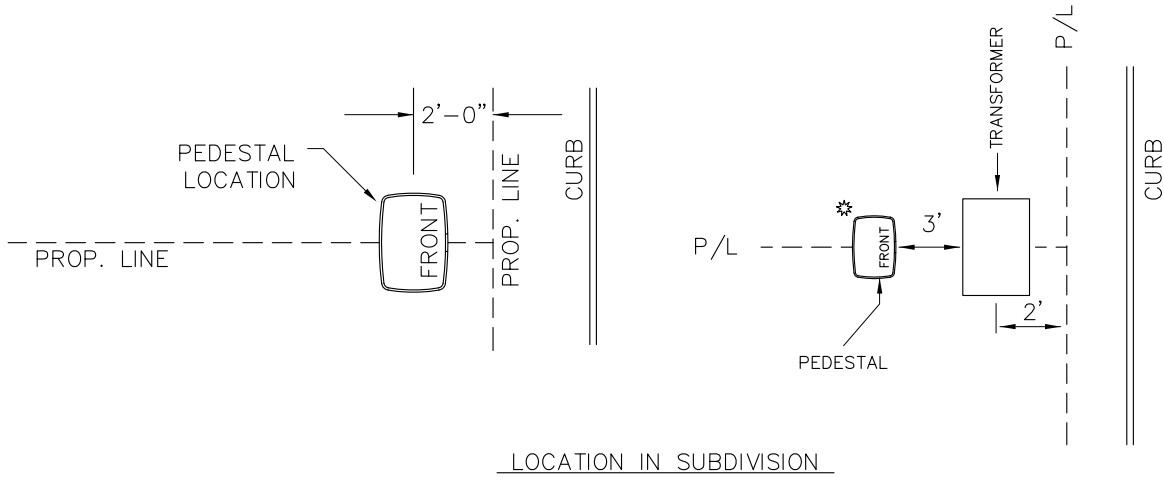 PEDESTAL
LOCATION
2'-0"
PROP. LINE
FRONT
PROP. LINE
CURB
P/L
FRONT
PEDESTAL
3'
TRANSFORMER
2'
P/L
CURB
LOCATION IN SUBDIVISION